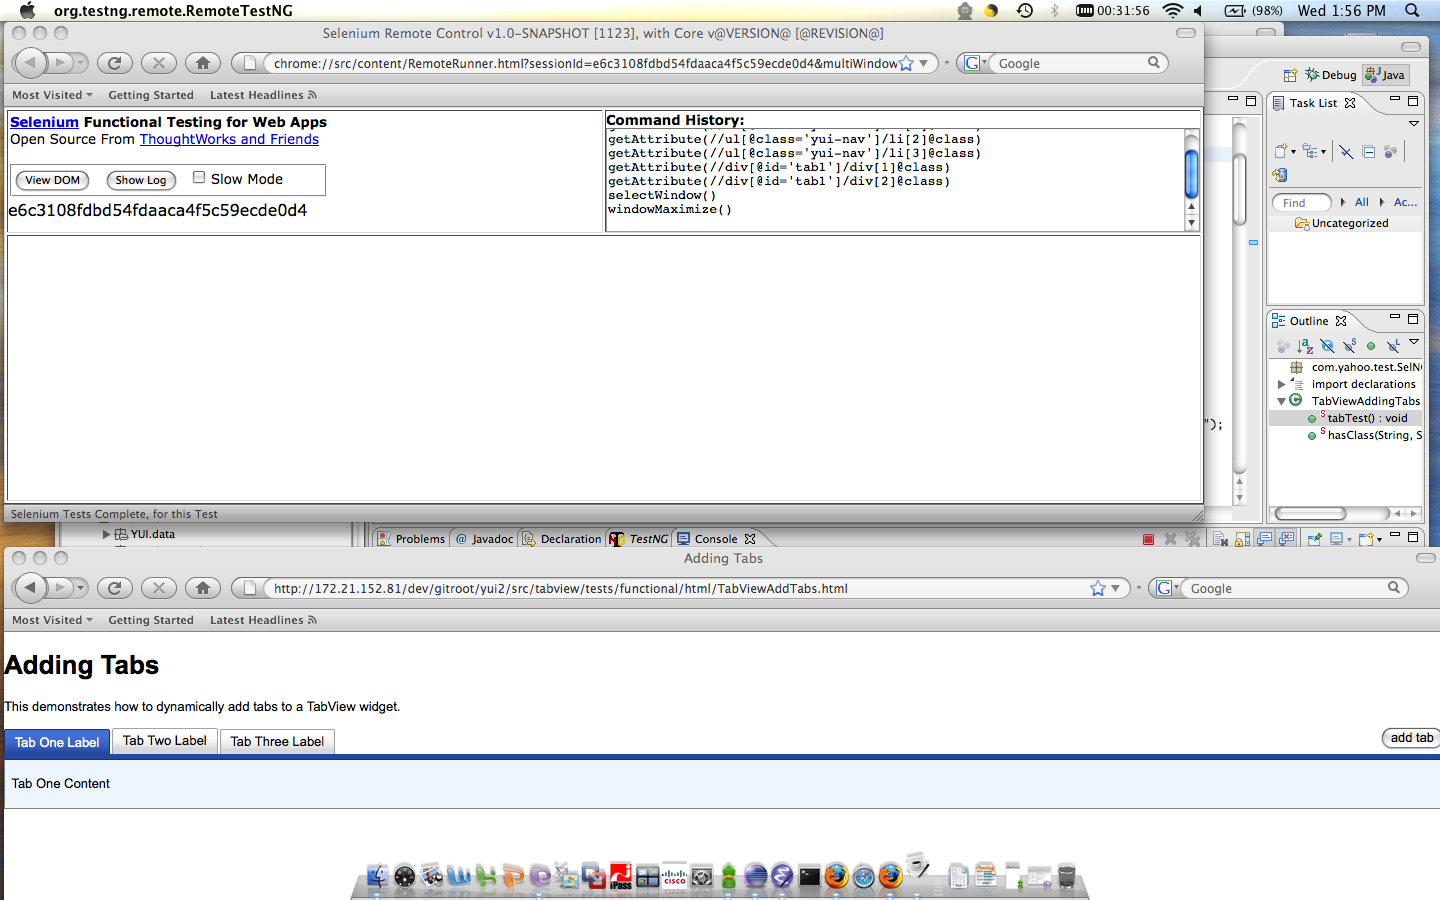 org.testng.remote.RemoteTestNG
00:31:56
(98%)
Wed 1:56 PM
Selenium Remote Control v1.0-SNAPSHOT [1123], with Core v@VERSION@ [@REVISION@]
chrome://src/content/RemoteRunner.html?sessionId=e6c3108fdbd54fdaaca4f5c59ecde0d4&multiWindow
Google
Most Visited
Getting Started
Latest Headlines
Selenium Functional Testing for Web Apps
Open Source From ThoughtWorks and Friends
View DOM
Show Log
Slow Mode
e6c3108fdbd54fdaaca4f5c59ecde0d4
Command History:
getAttribute(//ul[@class='yui-nav']/li[2]@class)
getAttribute(//ul[@class='yui-nav']/li[3]@class)
getAttribute(//div[@id='tab1']/div[1]@class)
getAttribute(//div[@id='tab1']/div[2]@class)
selectWindow()
windowMaximize()
Selenium Tests Complete, for this Test
Debug
Java
Task List
Find
All
Ac...
Uncategorized
Outline
com.yahoo.test.SelN
import declarations
TabViewAddingTabs
tabTest() : void
hasClass(String, S
");
YUI.data
Problems
@ Javadoc
Declaration
TestNG
Console
Adding Tabs
http://172.21.152.81/dev/gitroot/yui2/src/tabview/tests/functional/html/TabViewAddTabs.html
Google
Most Visited
Getting Started
Latest Headlines
Adding Tabs
This demonstrates how to dynamically add tabs to a TabView widget.
Tab One Label
Tab Two Label
Tab Three Label
add tab
Tab One Content
iPass
CISCO